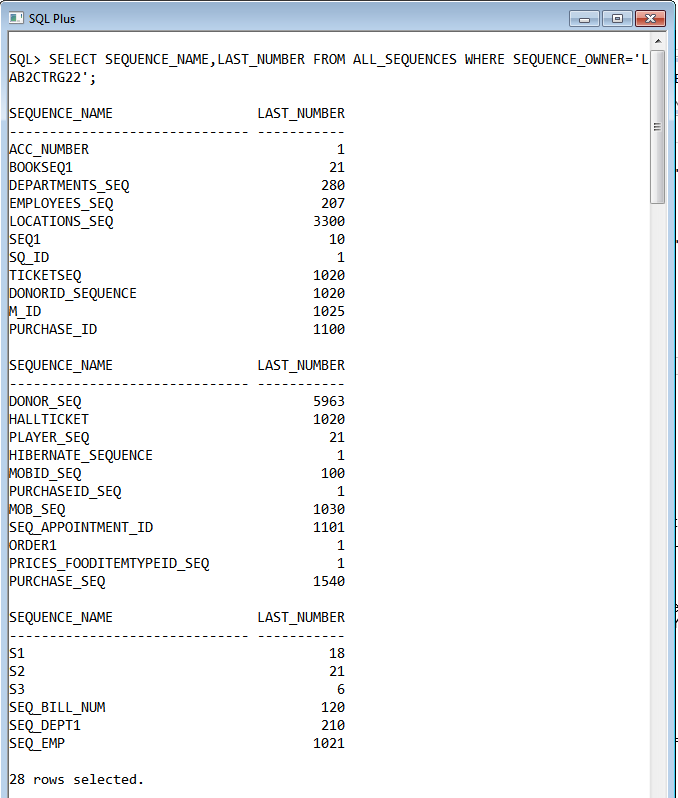 SQL Plus
SQL> SELECT SEQUENCE_NAME,LAST_NUMBER FROM ALL_SEQUENCES WHERE SEQUENCE_OWNER='L
AB2CTRG22';
SEQUENCE_NAME                  LAST_NUMBER
------------------------------ -----------
ACC_NUMBER                               1
BOOKSEQ1                                21
DEPARTMENTS_SEQ                        280
EMPLOYEES_SEQ                          207
LOCATIONS_SEQ                         3300
SEQ1                                    10
SQ_ID                                    1
TICKETSEQ                             1020
DONORID_SEQUENCE                      1020
M_ID                                  1025
PURCHASE_ID                           1100
SEQUENCE_NAME                  LAST_NUMBER
------------------------------ -----------
DONOR_SEQ                             5963
HALLTICKET                            1020
PLAYER_SEQ                              21
HIBERNATE_SEQUENCE                       1
MOBID_SEQ                              100
PURCHASEID_SEQ                           1
MOB_SEQ                               1030
SEQ_APPOINTMENT_ID                    1101
ORDER1                                   1
PRICES_FOODITEMTYPEID_SEQ                1
PURCHASE_SEQ                          1540
SEQUENCE_NAME                  LAST_NUMBER
------------------------------ -----------
S1                                      18
S2                                      21
S3                                       6
SEQ_BILL_NUM                           120
SEQ_DEPT1                              210
SEQ_EMP                               1021
28 rows selected.